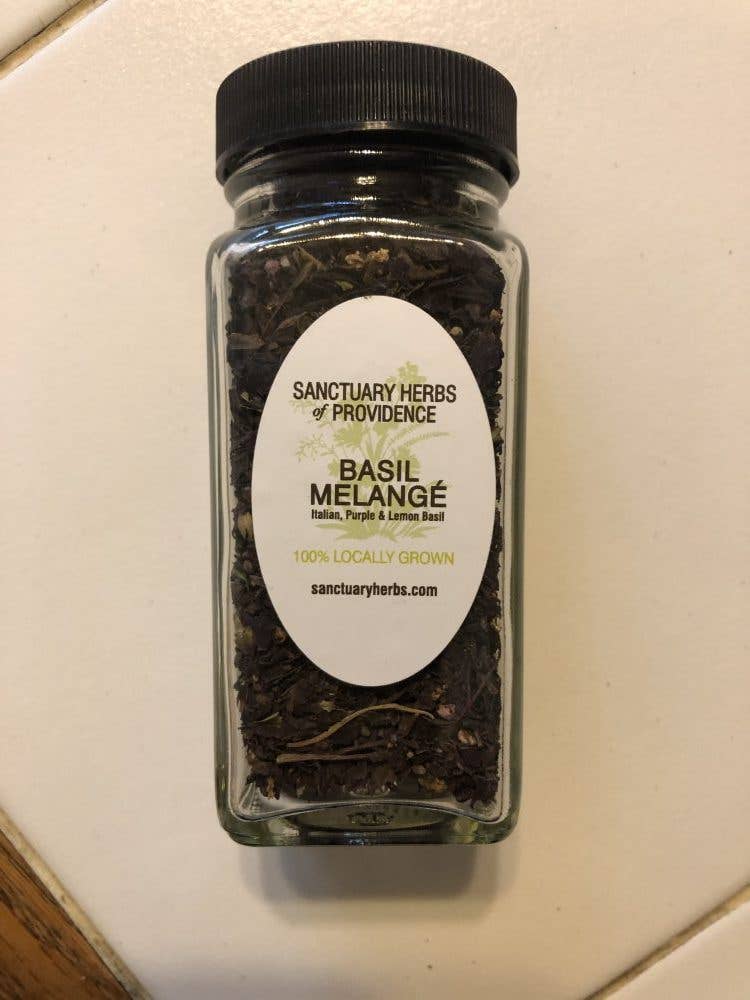 SANCTUARY HERBS
of PROVIDENCE
BASIL
MELANGÉ
Italian, Purple & Lemon Basil
100% LOCALLY GROWN
sanctuaryherbs.com